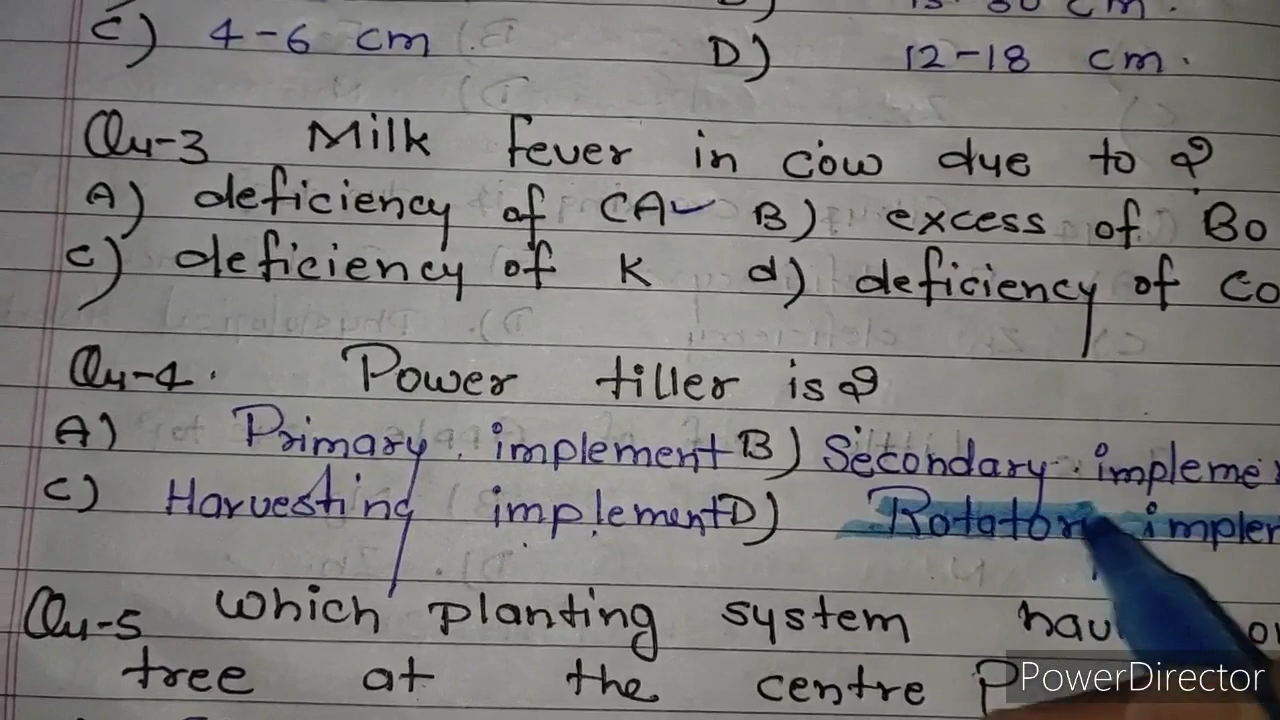 C) 4-6 cm D) 12-18 cm.
Qu-3 Milk fever in cow due to ?
A) deficiency of CA B) excess of Bo
C) deficiency of K d) deficiency of Co
Qu-4. Power tiller is ?
A) Primary implement B) Secondary impleme
C) Harvesting implement D) Rotatory implem
Qu-5 which planting system hav
tree at the centre
PowerDirector